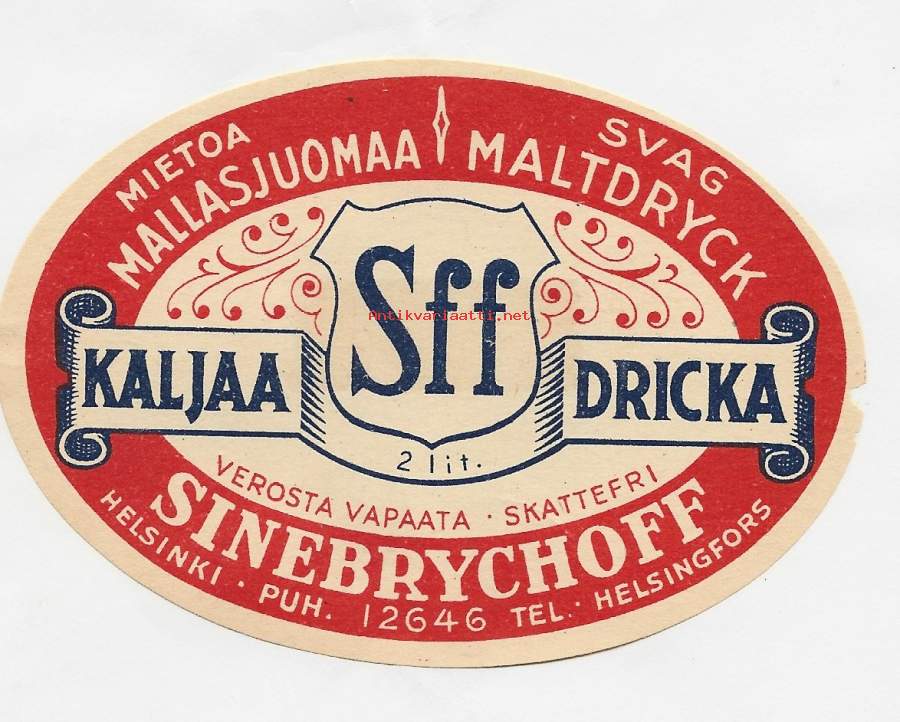 MIETOA SVAG
MALLASJUOMAA MALTDRYCK
Sff
Antikvariaatti.net
KALJAA DRICKA
2 lit.
VEROSTA VAPAATA · SKATTEFRI
SINEBRYCHOFF
HELSINKI · PUH. 12646 TEL: HELSINGFORS